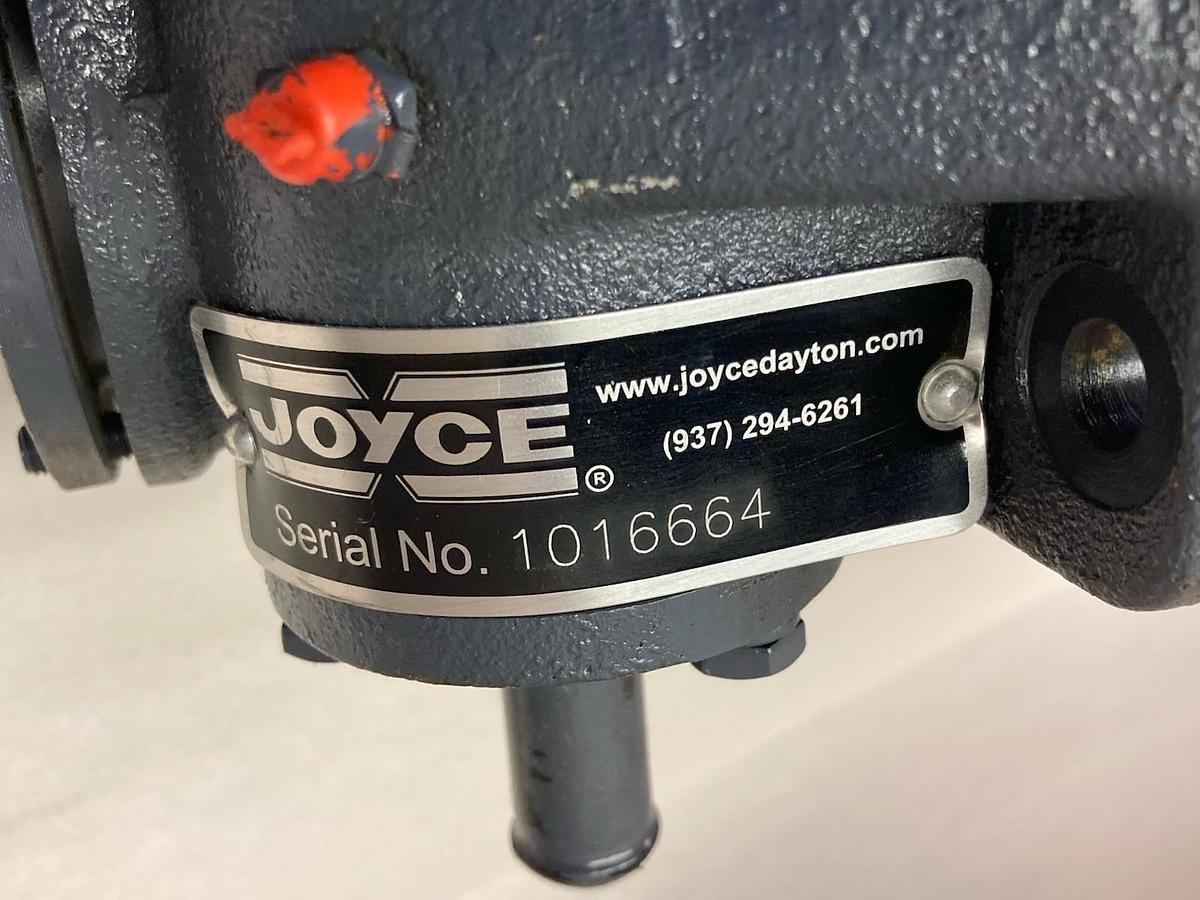 JOYCE®
www.joycedayton.com
(937) 294-6261
Serial No. 1016664